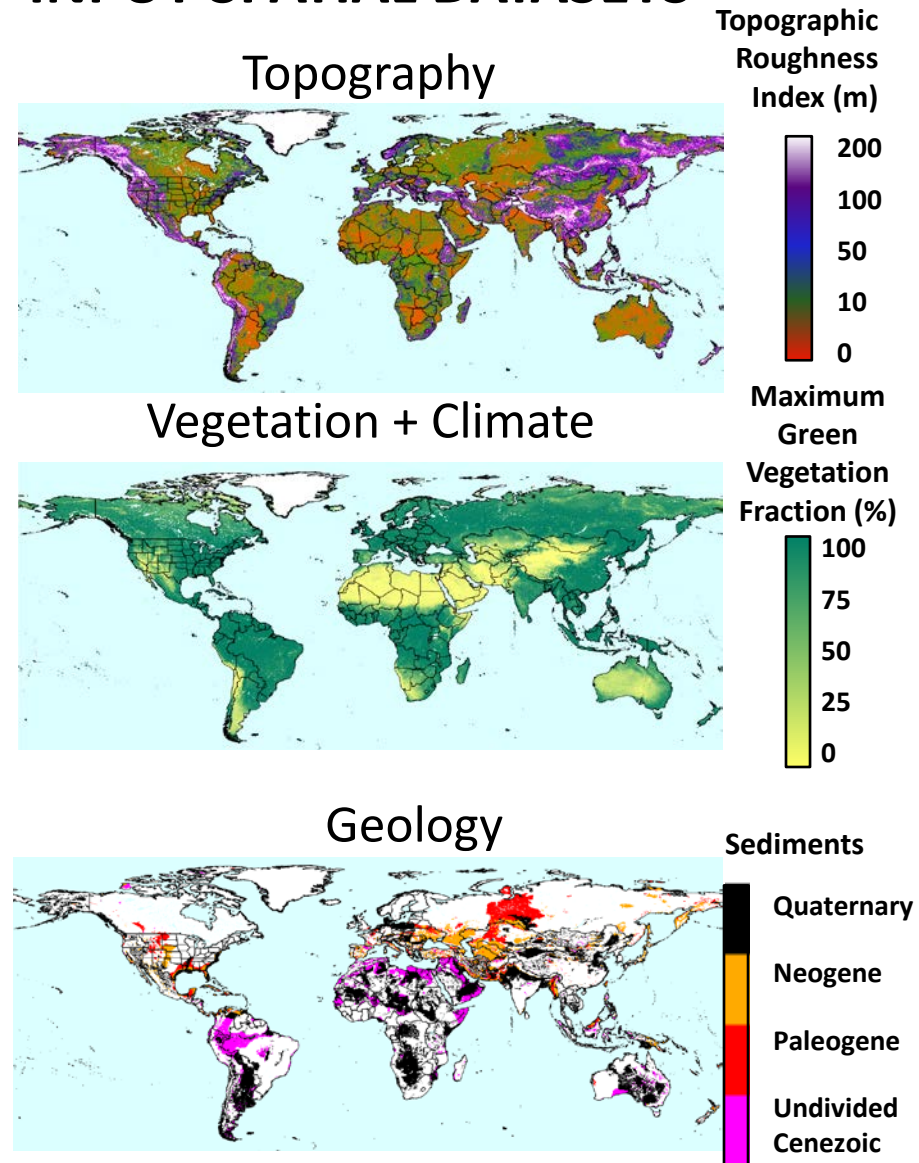 Topographic
Roughness
Index (m)
Topography
200
100
50
10
0
Vegetation + Climate
Maximum
Green
Vegetation
Fraction (%)
100
75
50
25
0
Geology
Sediments
Quaternary
Neogene
Paleogene
Undivided
Cenezoic